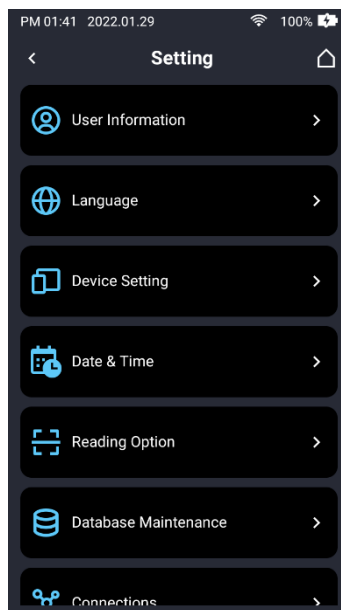 PM 01:41 2022.01.29 100%
Setting
User Information
Language
Device Setting
Date & Time
Reading Option
Database Maintenance
Connections